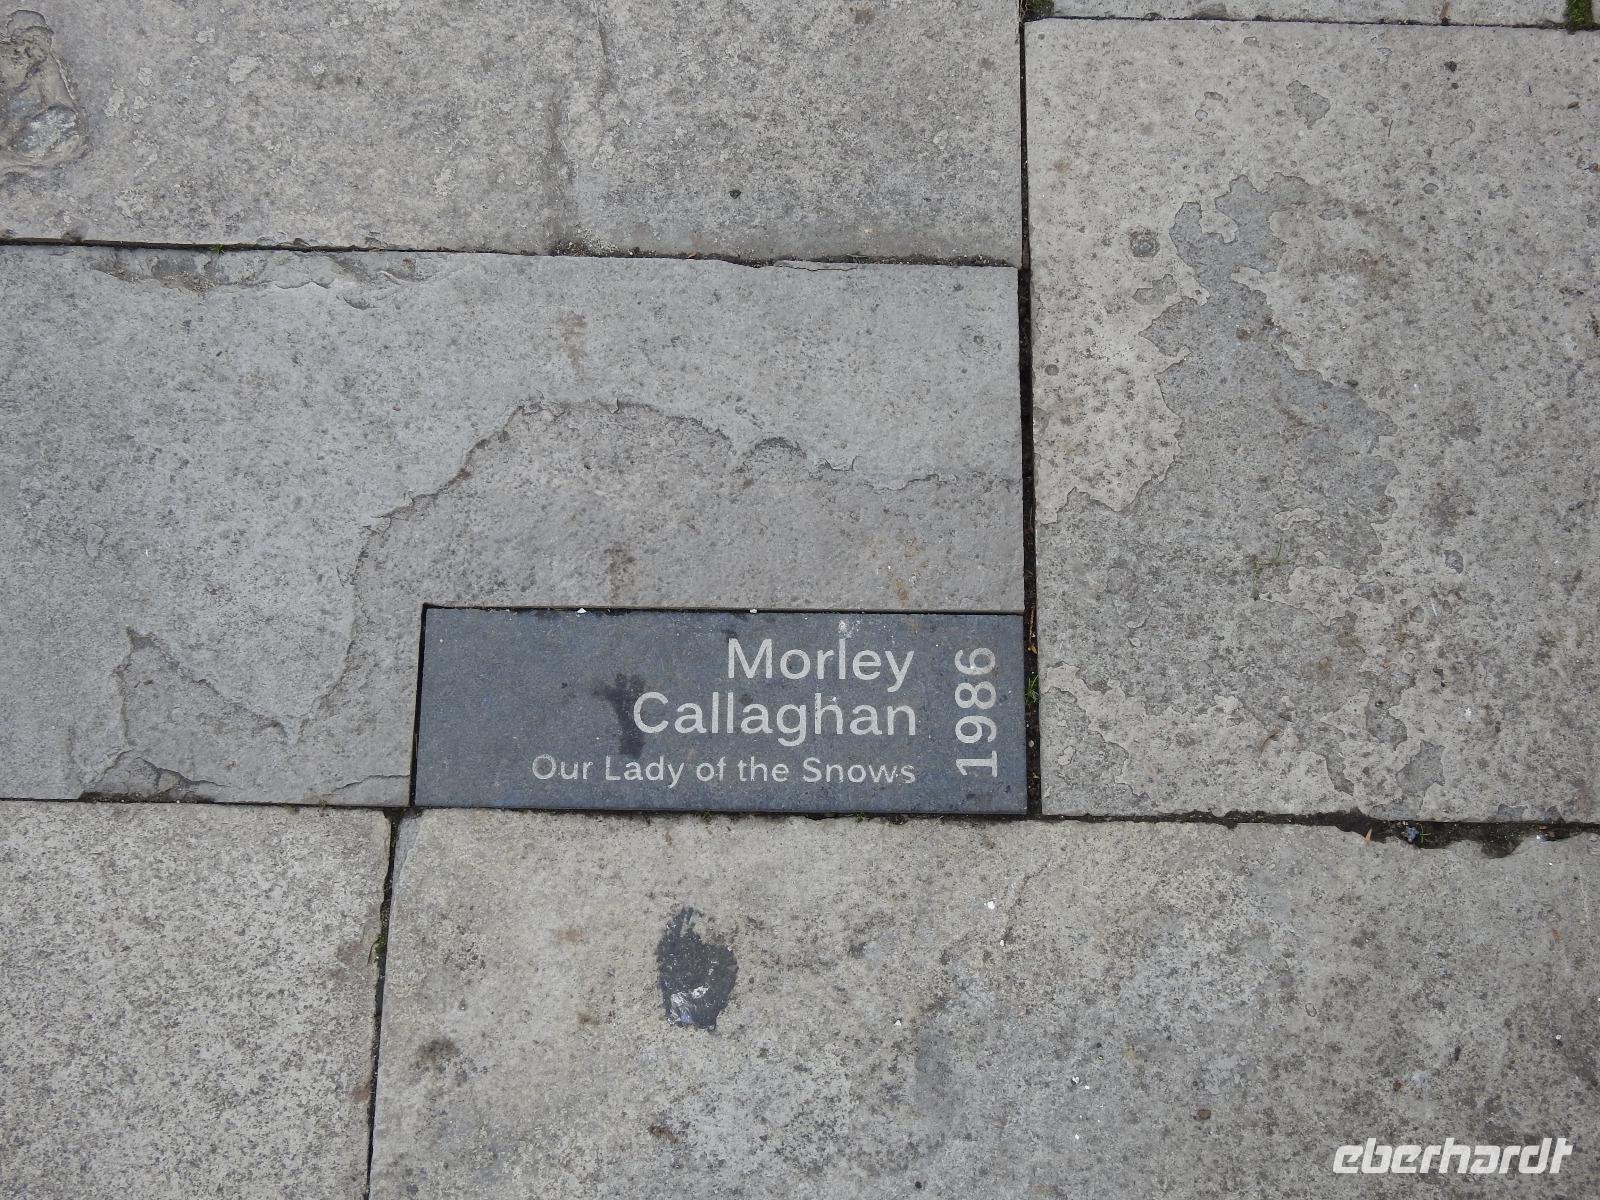 Morley
Callaghan
Our Lady of the Snows
1986
eberhardt